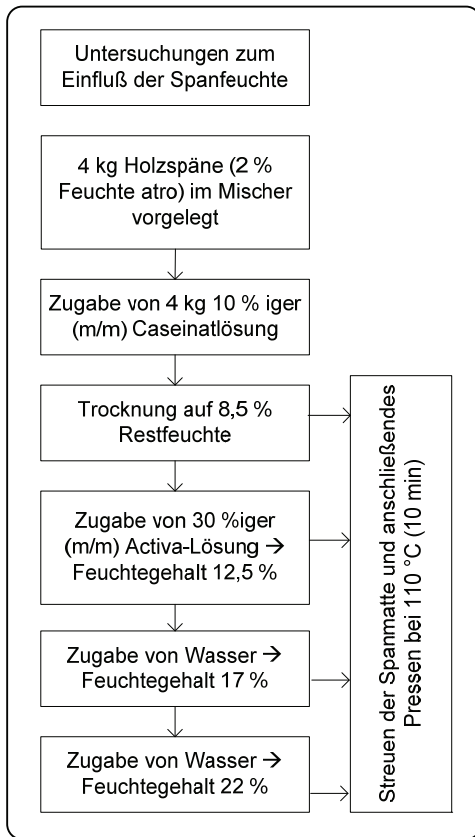 Untersuchungen zum
Einfluß der Spanfeuchte
4 kg Holzspäne (2 %
Feuchte atro) im Mischer
vorgelegt
Zugabe von 4 kg 10 % iger
(m/m) Caseinatlösung
Trocknung auf 8,5 %
Restfeuchte
Zugabe von 30 %iger
(m/m) Activa-Lösung →
Feuchtegehalt 12,5 %
Zugabe von Wasser →
Feuchtegehalt 17 %
Zugabe von Wasser →
Feuchtegehalt 22 %
Streuen der Spanmatte und anschließendes
Pressen bei 110 °C (10 min)